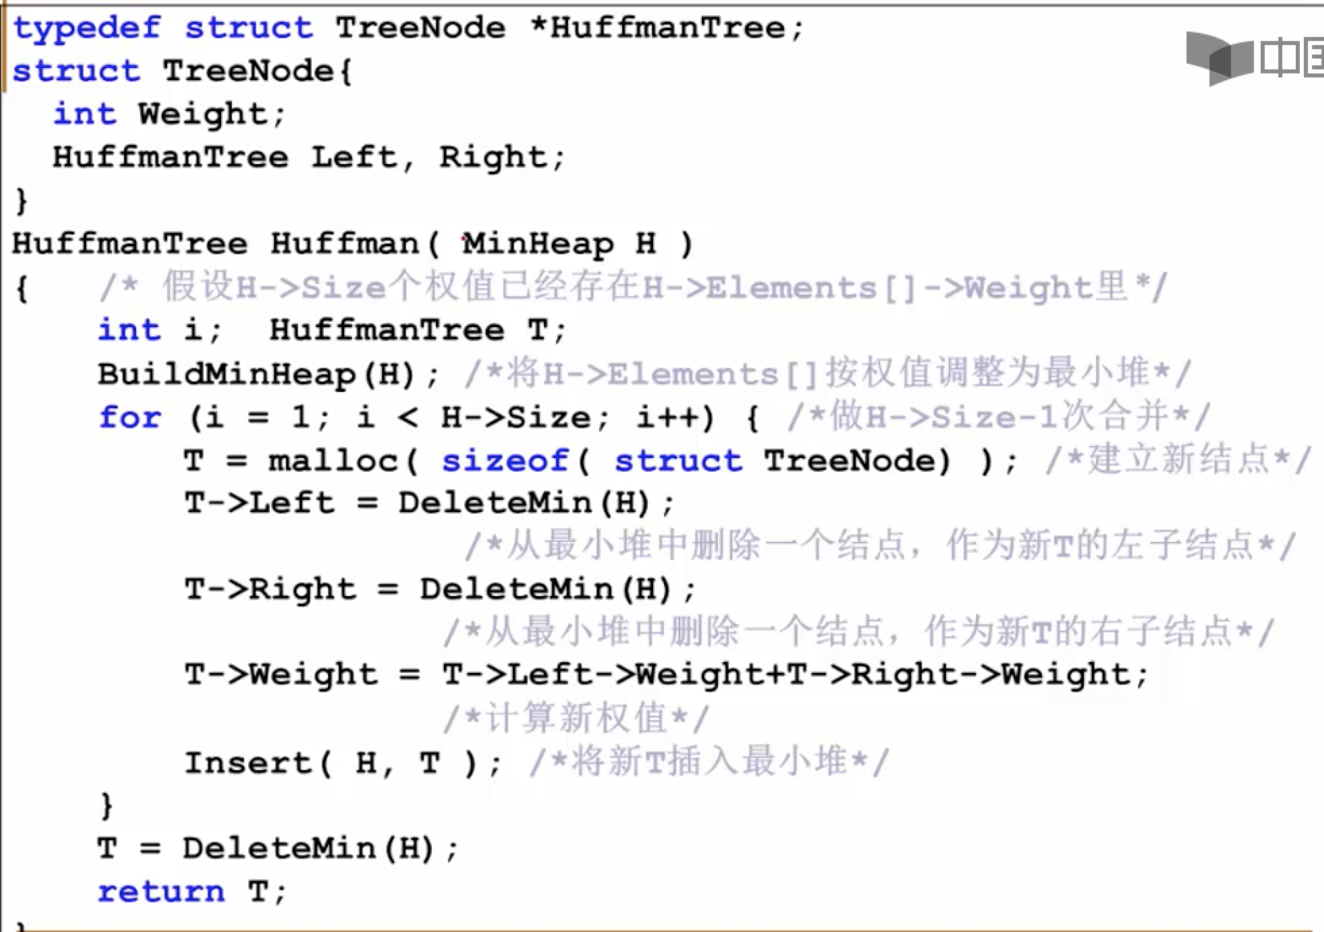 typedef struct TreeNode *HuffmanTree;
中国
struct TreeNode{
int Weight;
HuffmanTree Left, Right;
}
HuffmanTree Huffman( MinHeap H )
{ /* 假设H->Size个权值已经存在H->Elements[]->Weight里*/
int i; HuffmanTree T;
BuildMinHeap(H); /*将H->Elements[]按权值调整为最小堆*/
for (i = 1; i < H->Size; i++) { /*做H->Size-1次合并*/
T = malloc( sizeof( struct TreeNode) ); /*建立新结点*/
T->Left = DeleteMin(H);
/*从最小堆中删除一个结点，作为新T的左子结点*/
T->Right = DeleteMin(H);
/*从最小堆中删除一个结点，作为新T的右子结点*/
T->Weight = T->Left->Weight+T->Right->Weight;
/*计算新权值*/
Insert( H, T ); /*将新T插入最小堆*/
}
T = DeleteMin(H);
return T;
}